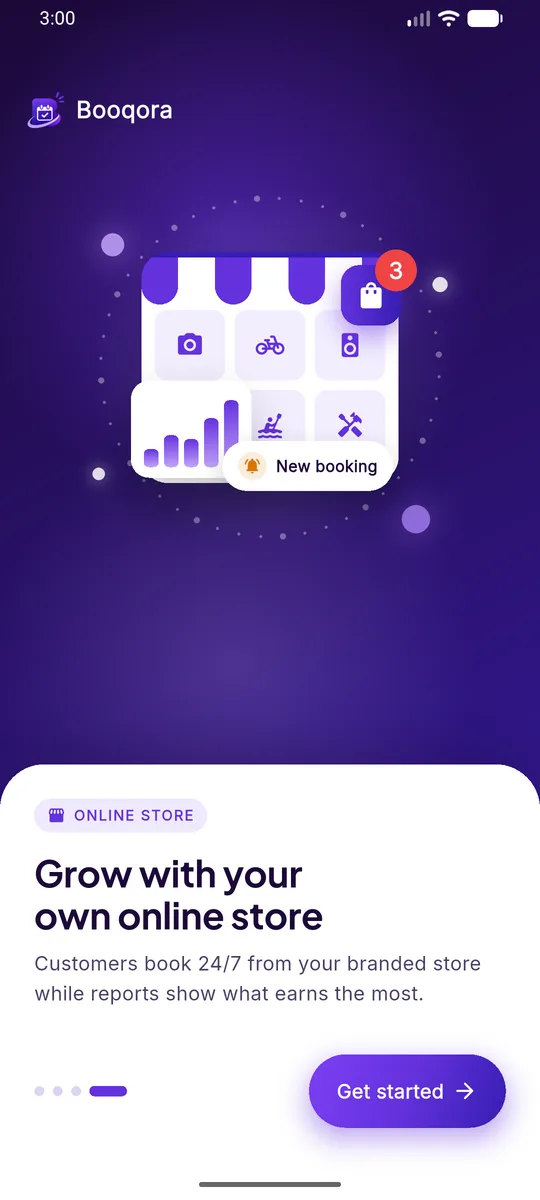 3:00
Booqora
3
New booking
ONLINE STORE
Grow with your
own online store
Customers book 24/7 from your branded store
while reports show what earns the most.
Get started